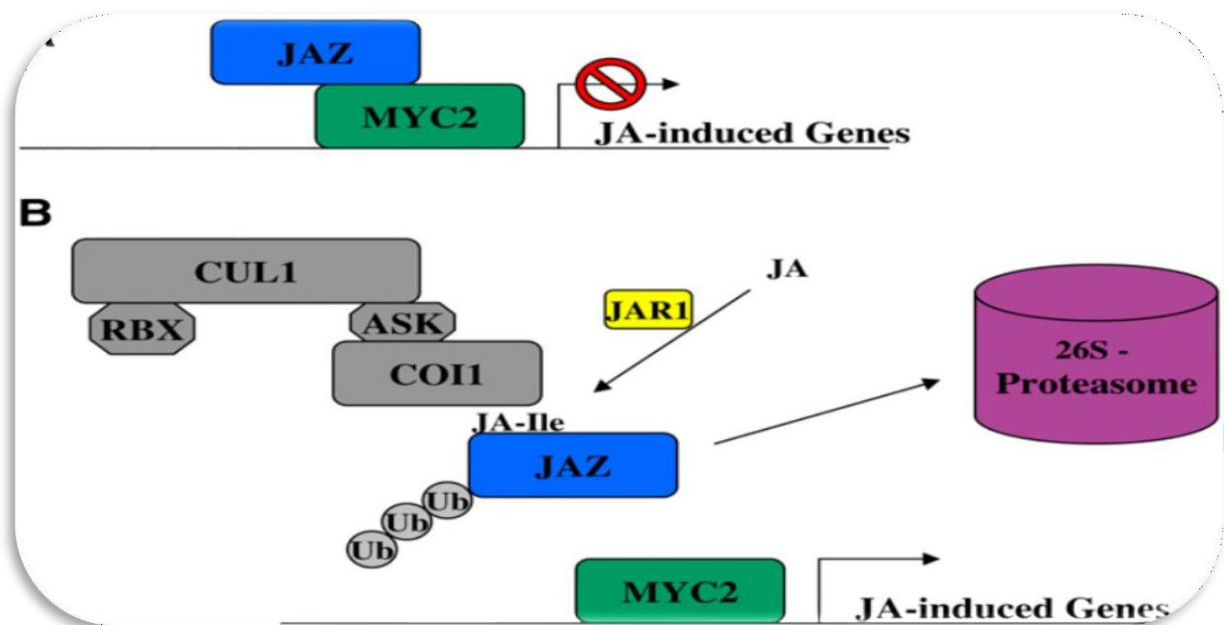 JAZ
MYC2
JA-induced Genes
B
CUL1
JA
RBX
ASK
JAR1
COI1
26S -
Proteasome
JA-Ile
JAZ
Ub
Ub
Ub
MYC2
JA-induced Genes